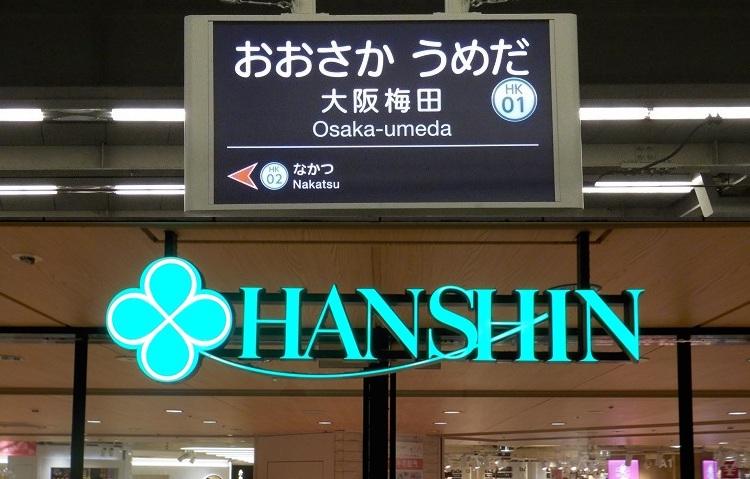 おおさか うめだ
大阪梅田
HK
01
Osaka-umeda
HK
02
なかつ
Nakatsu
HANSHIN